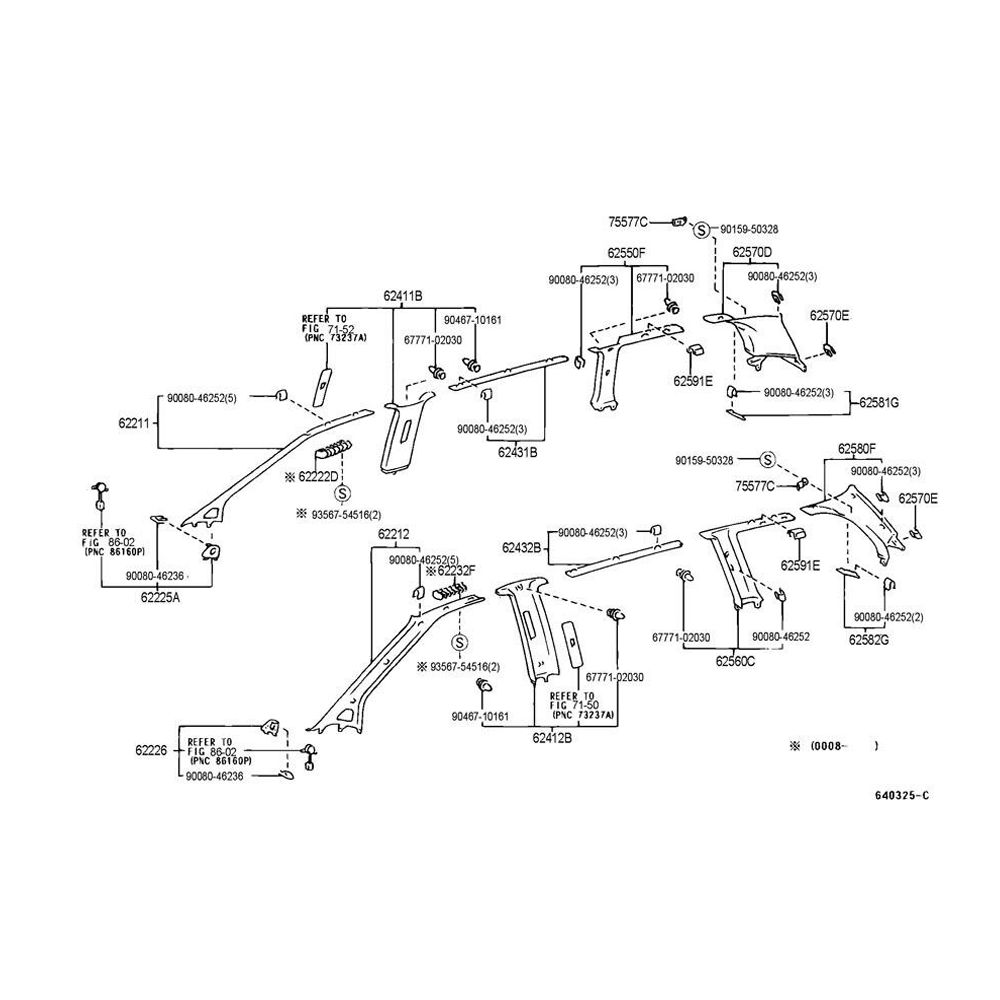 75577C
S 90159-50328
62550F
62570D
90080-46252(3)
67771-02030
90080-46252(3)
62411B
REFER TO
FIG 71-52
(PNC 73237A)
90467-10161
62570E
67771-02030
62591E
90080-46252(5)
90080-46252(3)
62581G
62211
90080-46252(3)
62431B
62580F
90159-50328 S
90080-46252(3)
※ 62222D
75577C
62570E
S
※ 93567-54516(2)
REFER TO
FIG 86-02
(PNC 86160P)
62212
90080-46252(3)
62432B
90080-46252(5)
62591E
※62232F
90080-46236
62225A
90080-46252(2)
67771-02030
90080-46252
62582G
S
62560C
※ 93567-54516(2)
67771-02030
REFER TO
FIG 71-50
(PNC 73237A)
90467-10161
62412B
62226
REFER TO
FIG 86-02
(PNC 86160P)
90080-46236
※ (0008- )
640325-C